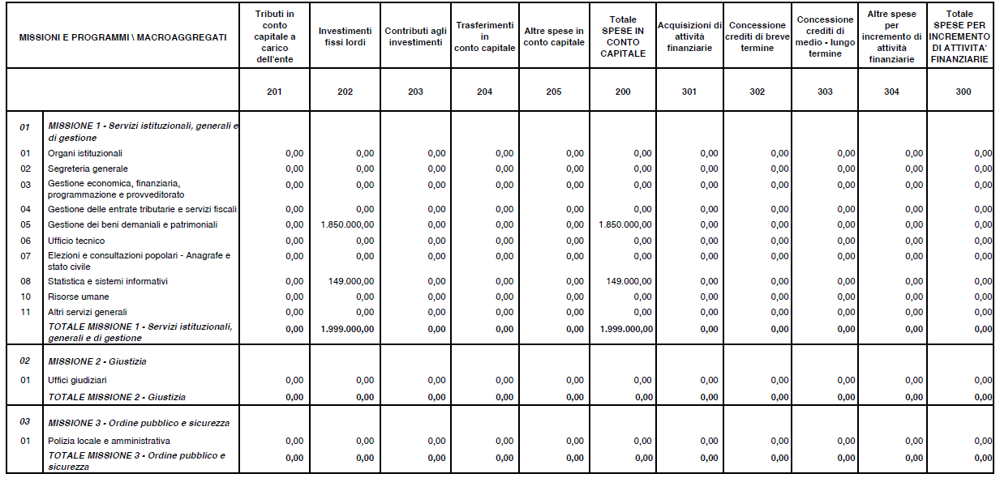 MISSIONI E PROGRAMMI \ MACROAGGREGATI
Tributi in
conto
capitale a
carico
dell'ente
Investimenti
fissi lordi
Contributi agli
investimenti
Trasferimenti
in
conto capitale
Altre spese in
conto capitale
Totale
SPESE IN
CONTO
CAPITALE
Acquisizioni di
attività
finanziarie
Concessione
crediti di breve
termine
Concessione
crediti di
medio - lungo
termine
Altre spese
per
incremento di
attività
finanziarie
Totale
SPESE PER
INCREMENTO
DI ATTIVITA'
FINANZIARIE
201 202 203 204 205 200 301 302 303 304 300
01 MISSIONE 1 - Servizi istituzionali, generali e
di gestione
01 Organi istituzionali 0,00 0,00 0,00 0,00 0,00 0,00 0,00 0,00 0,00 0,00 0,00
02 Segreteria generale 0,00 0,00 0,00 0,00 0,00 0,00 0,00 0,00 0,00 0,00 0,00
03 Gestione economica, finanziaria, 0,00 0,00 0,00 0,00 0,00 0,00 0,00 0,00 0,00 0,00 0,00
programmazione e provveditorato
04 Gestione delle entrate tributarie e servizi fiscali 0,00 0,00 0,00 0,00 0,00 0,00 0,00 0,00 0,00 0,00 0,00
05 Gestione dei beni demaniali e patrimoniali 0,00 1.850.000,00 0,00 0,00 0,00 1.850.000,00 0,00 0,00 0,00 0,00 0,00
06 Ufficio tecnico 0,00 0,00 0,00 0,00 0,00 0,00 0,00 0,00 0,00 0,00 0,00
07 Elezioni e consultazioni popolari - Anagrafe e 0,00 0,00 0,00 0,00 0,00 0,00 0,00 0,00 0,00 0,00 0,00
stato civile
08 Statistica e sistemi informativi 0,00 149.000,00 0,00 0,00 0,00 149.000,00 0,00 0,00 0,00 0,00 0,00
10 Risorse umane 0,00 0,00 0,00 0,00 0,00 0,00 0,00 0,00 0,00 0,00 0,00
11 Altri servizi generali 0,00 0,00 0,00 0,00 0,00 0,00 0,00 0,00 0,00 0,00 0,00
TOTALE MISSIONE 1 - Servizi istituzionali, 0,00 1.999.000,00 0,00 0,00 0,00 1.999.000,00 0,00 0,00 0,00 0,00 0,00
generali e di gestione
02 MISSIONE 2 - Giustizia
01 Uffici giudiziari 0,00 0,00 0,00 0,00 0,00 0,00 0,00 0,00 0,00 0,00 0,00
TOTALE MISSIONE 2 - Giustizia 0,00 0,00 0,00 0,00 0,00 0,00 0,00 0,00 0,00 0,00 0,00
03 MISSIONE 3 - Ordine pubblico e sicurezza
01 Polizia locale e amministrativa 0,00 0,00 0,00 0,00 0,00 0,00 0,00 0,00 0,00 0,00 0,00
TOTALE MISSIONE 3 - Ordine pubblico e 0,00 0,00 0,00 0,00 0,00 0,00 0,00 0,00 0,00 0,00 0,00
sicurezza